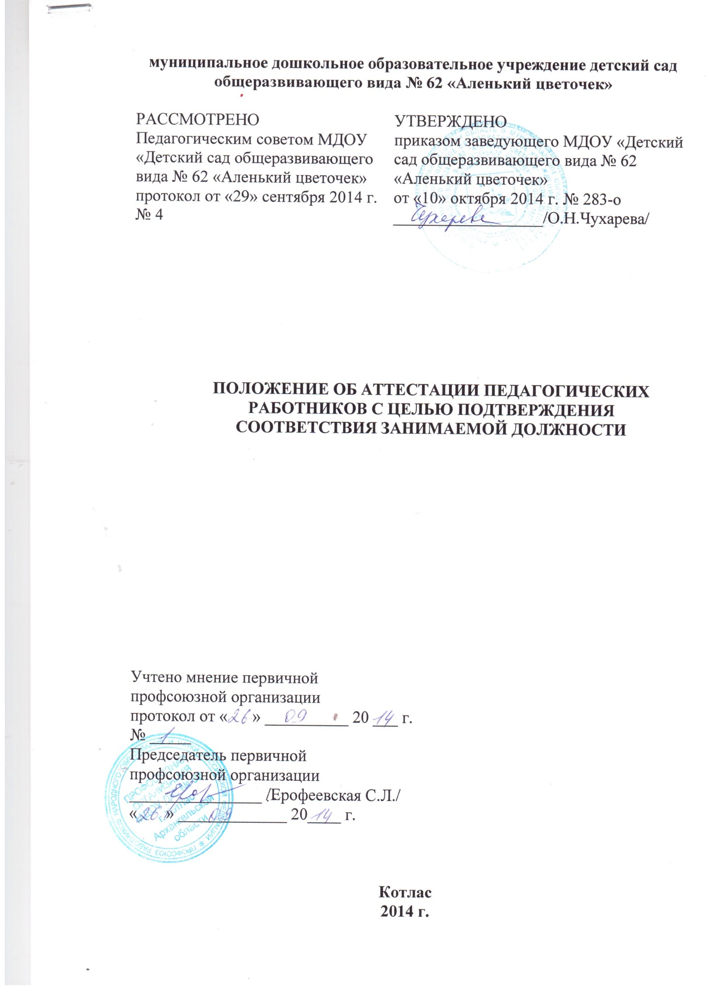 муниципальное дошкольное образовательное учреждение детский сад
общеразвивающего вида № 62 «Аленький цветочек»
РАССМОТРЕНО
Педагогическим советом МДОУ
«Детский сад общеразвивающего
вида № 62 «Аленький цветочек»
протокол от «29» сентября 2014 г.
№ 4
УТВЕРЖДЕНО
приказом заведующего МДОУ «Детский
сад общеразвивающего вида № 62
«Аленький цветочек»
от «10» октября 2014 г. № 283-о
/О.Н.Чухарева/
ПОЛОЖЕНИЕ ОБ АТТЕСТАЦИИ ПЕДАГОГИЧЕСКИХ
РАБОТНИКОВ С ЦЕЛЬЮ ПОДТВЕРЖДЕНИЯ
СООТВЕТСТВИЯ ЗАНИМАЕМОЙ ДОЛЖНОСТИ
Учтено мнение первичной
профсоюзной организации
протокол от «26» 09 20 14 г.
№ 1
Председатель первичной
профсоюзной организации
/Ерофеевская С.Л./
«26» 09 20 14 г.
Архангельской
области
Котлас
2014 г.